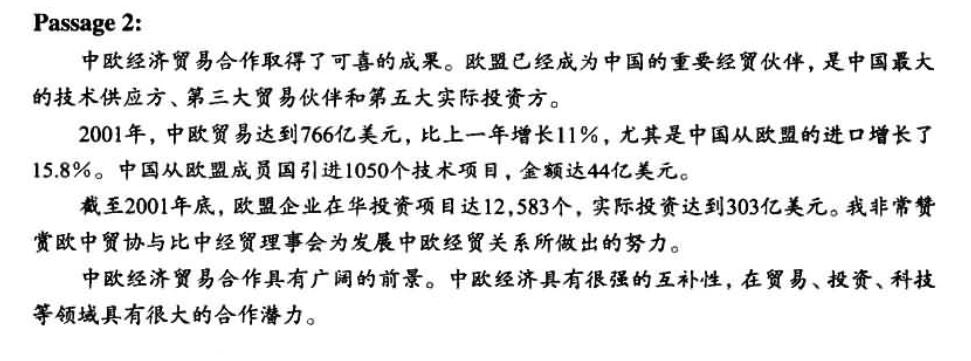 Passage 2:
中欧经济贸易合作取得了可喜的成果。欧盟已经成为中国的重要经贸伙伴，是中国最大
的技术供应方、第三大贸易伙伴和第五大实际投资方。
2001年，中欧贸易达到766亿美元，比上一年增长11%，尤其是中国从欧盟的进口增长了
15.8%。中国从欧盟成员国引进1050个技术项目，金额达44亿美元。
截至2001年底，欧盟企业在华投资项目达12,583个，实际投资达到303亿美元。我非常赞
赏欧中贸协与比中经贸理事会为发展中欧经贸关系所做出的努力。
中欧经济贸易合作具有广阔的前景。中欧经济具有很强的互补性，在贸易、投资、科技
等领域具有很大的合作潜力。